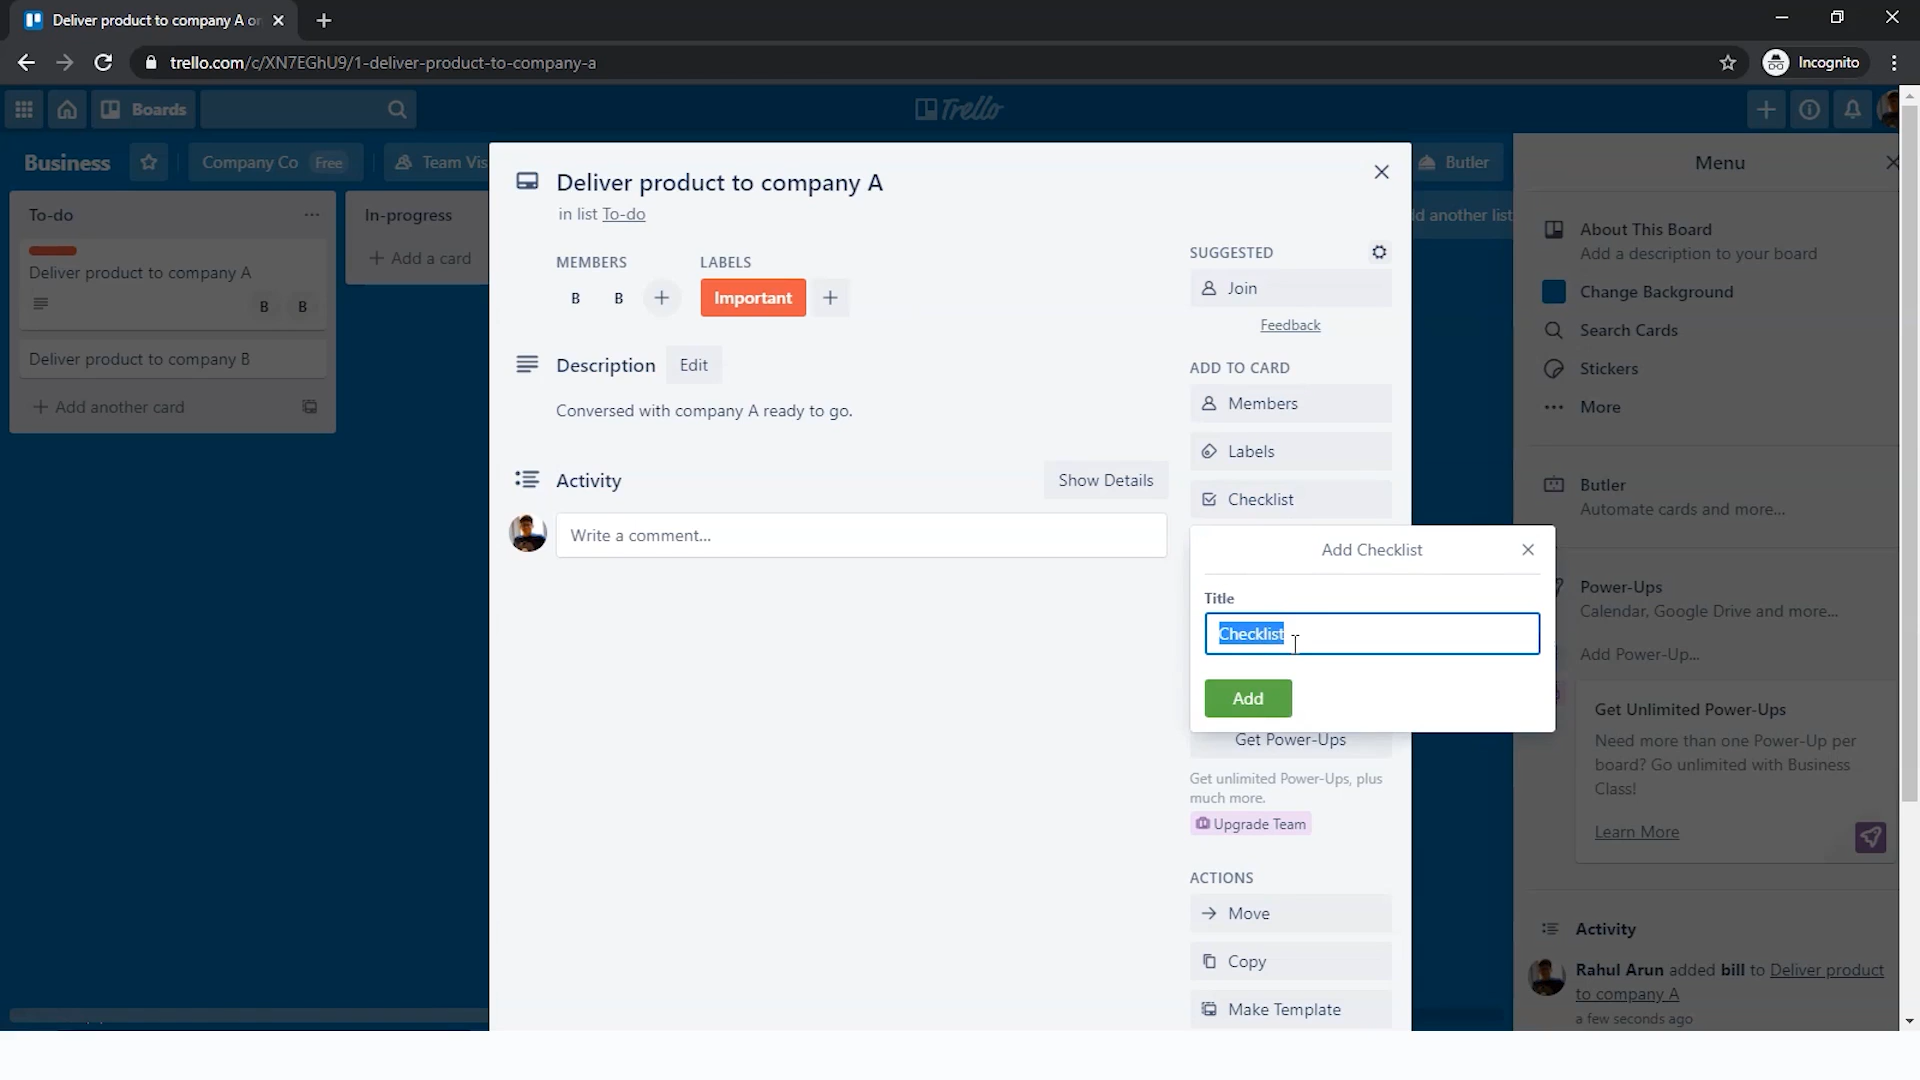 Deliver product to company A or
trello.com/c/XN7EGhU9/1-deliver-product-to-company-a
Incognito
Boards
Trello
Business
Company Co Free
Team Vis
Butler
Menu
To-do
Deliver product to company A
B B
Deliver product to company B
+ Add another card
In-progress
+ Add a card
d another list
Deliver product to company A
in list To-do
MEMBERS
LABELS
B B +
Important +
Description
Edit
Conversed with company A ready to go.
Activity
Show Details
Write a comment...
SUGGESTED
Join
Feedback
ADD TO CARD
Members
Labels
Checklist
Add Checklist
Title
Checklist
Add
Get Power-Ups
Get unlimited Power-Ups, plus
much more.
Upgrade Team
ACTIONS
Move
Copy
Make Template
About This Board
Add a description to your board
Change Background
Search Cards
Stickers
More
Butler
Automate cards and more...
Power-Ups
Calendar, Google Drive and more...
Add Power-Up...
Get Unlimited Power-Ups
Need more than one Power-Up per
board? Go unlimited with Business
Class!
Learn More
Activity
Rahul Arun added bill to Deliver product
to company A
a few seconds ago